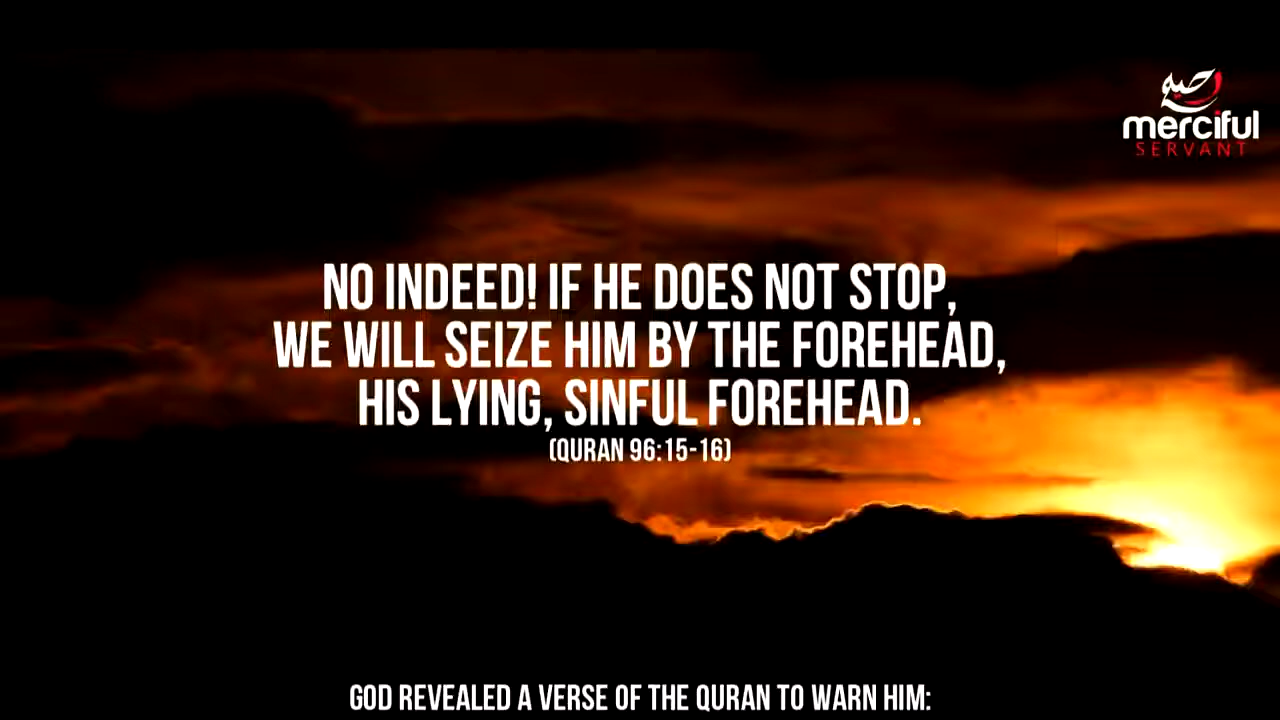 رحيم
merciful
SERVANT
NO INDEED! IF HE DOES NOT STOP,
WE WILL SEIZE HIM BY THE FOREHEAD,
HIS LYING, SINFUL FOREHEAD.
(QURAN 96:15-16)
GOD REVEALED A VERSE OF THE QURAN TO WARN HIM: